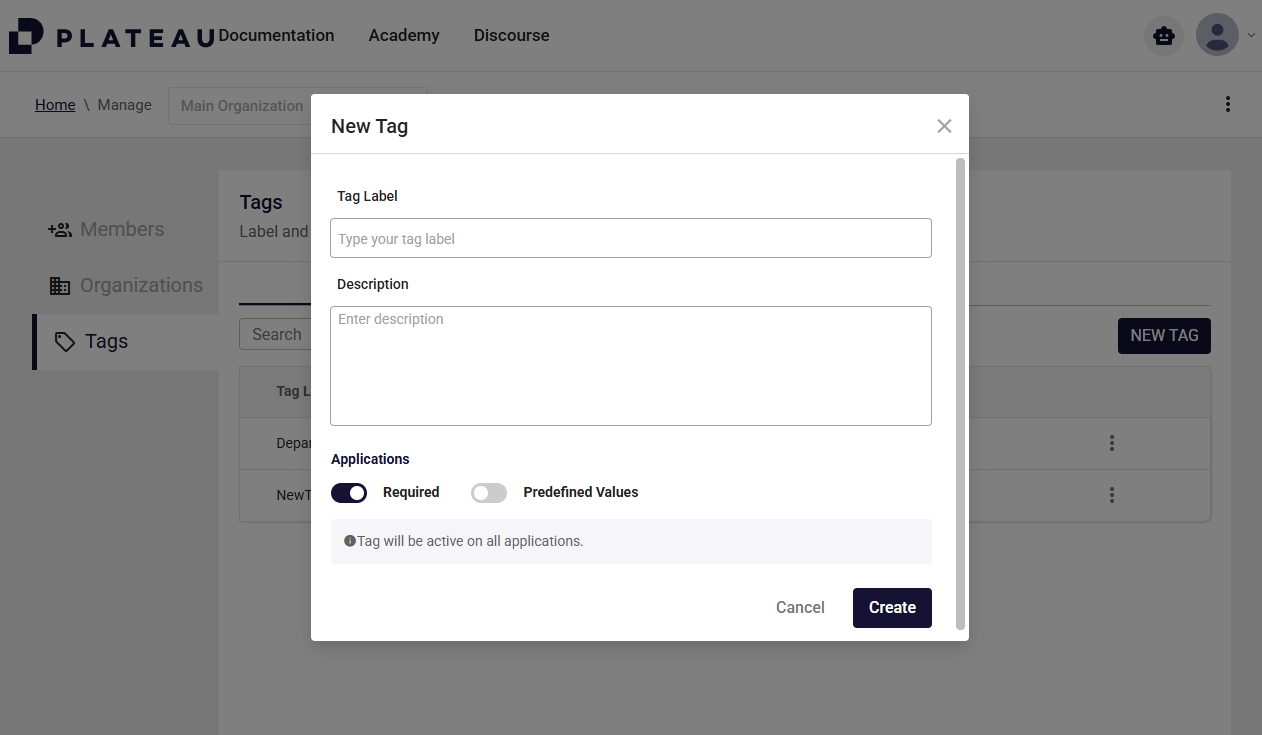 PLATEAU Documentation Academy Discourse
Home \ Manage Main Organization
New Tag
Tag Label
Type your tag label
Description
Enter description
Applications
Required Predefined Values
Tag will be active on all applications.
Cancel Create
Members
Organizations
Tags
Tags
Label and
Search
NEW TAG
Tag L
Depar
NewT